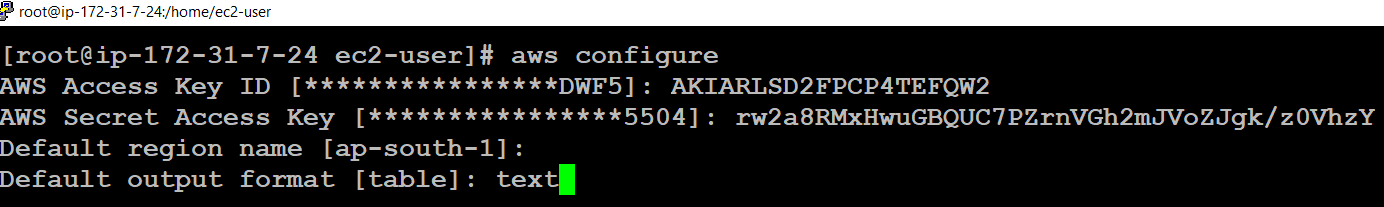 root@ip-172-31-7-24:/home/ec2-user
[root@ip-172-31-7-24 ec2-user]# aws configure
AWS Access Key ID [****************DWF5]: AKIARLSD2FPCP4TEFQW2
AWS Secret Access Key [****************5504]: 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
Default region name [ap-south-1]:
Default output format [table]: text